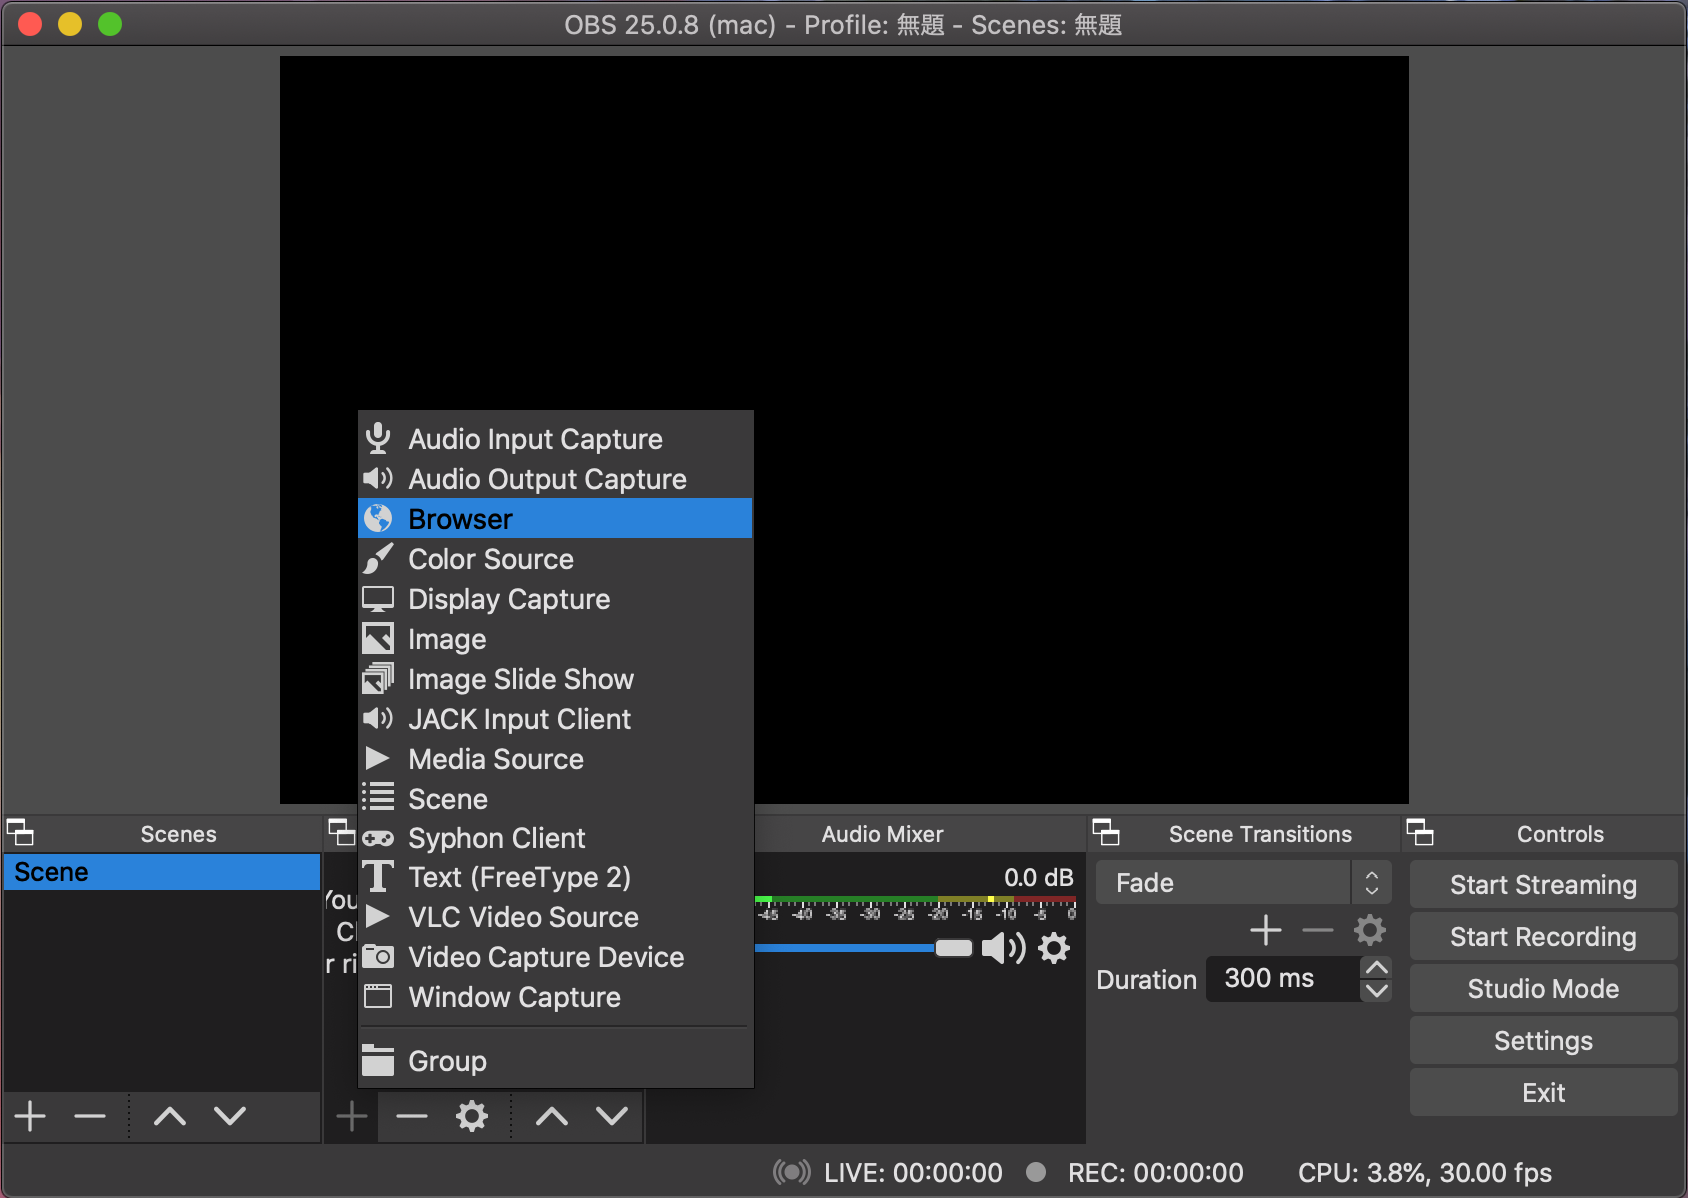 OBS 25.0.8 (mac) - Profile: 無題 - Scenes: 無題
Audio Input Capture
Audio Output Capture
Browser
Color Source
Display Capture
Image
Image Slide Show
JACK Input Client
Media Source
Scene
Syphon Client
Text (FreeType 2)
VLC Video Source
Video Capture Device
Window Capture
Group
Scenes
Scene
You
r ri
Audio Mixer
0.0 dB
-45 -40 -35 -30 -25 -20 -15 -10 -5 0
Scene Transitions
Fade
Duration 300 ms
Controls
Start Streaming
Start Recording
Studio Mode
Settings
Exit
LIVE: 00:00:00 REC: 00:00:00 CPU: 3.8%, 30.00 fps